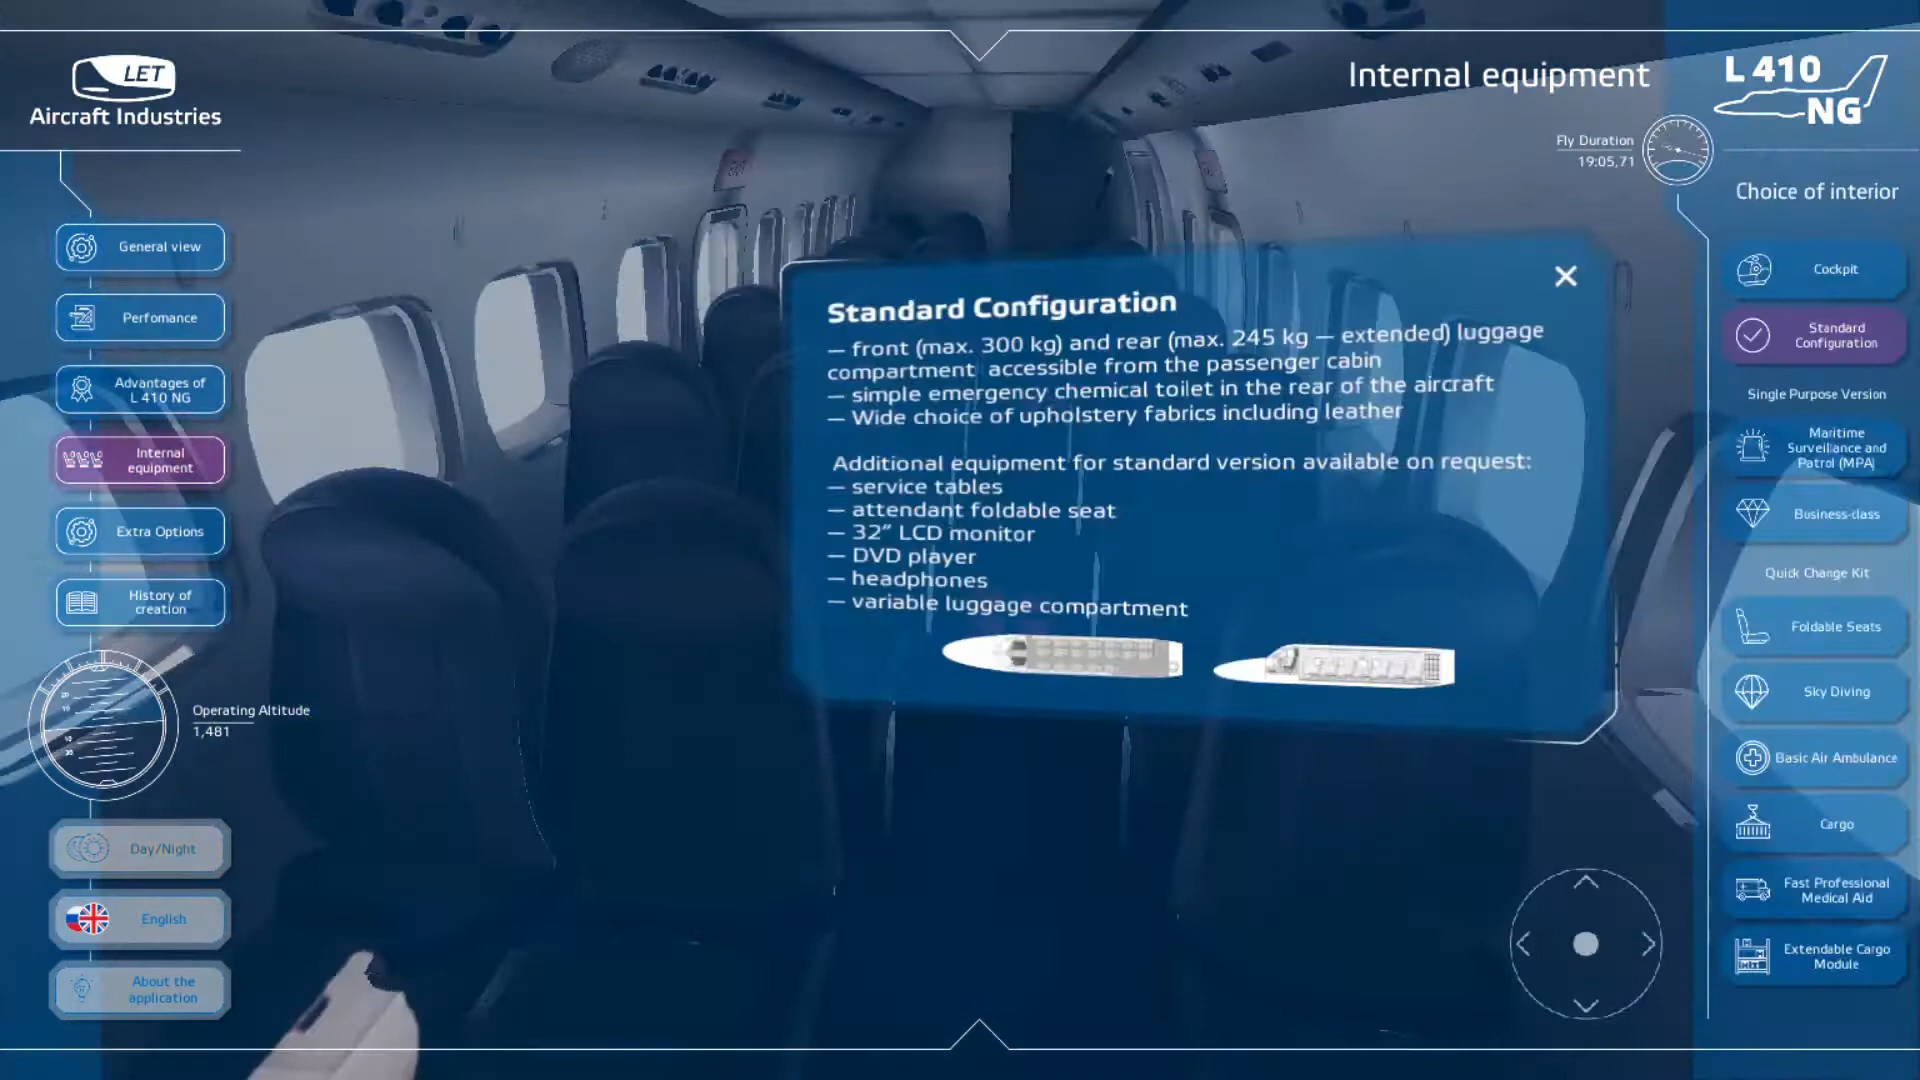 LET
Aircraft Industries
Internal equipment
L 410
NG
Fly Duration
19:05,71
Choice of interior
General view
Perfomance
Advantages of
L 410 NG
Internal
equipment
Extra Options
History of
creation
20
10
10
20
Operating Altitude
1,481
Day/Night
English
About the
application
Standard Configuration
— front (max. 300 kg) and rear (max. 245 kg — extended) luggage
compartment accessible from the passenger cabin
— simple emergency chemical toilet in the rear of the aircraft
— Wide choice of upholstery fabrics including leather
Additional equipment for standard version available on request:
— service tables
— attendant foldable seat
— 32” LCD monitor
— DVD player
— headphones
— variable luggage compartment
Cockpit
Standard
Configuration
Single Purpose Version
Maritime
Surveillance and
Patrol (MPA)
Business-class
Quick Change Kit
Foldable Seats
Sky Diving
Basic Air Ambulance
Cargo
Fast Professional
Medical Aid
Extendable Cargo
Module